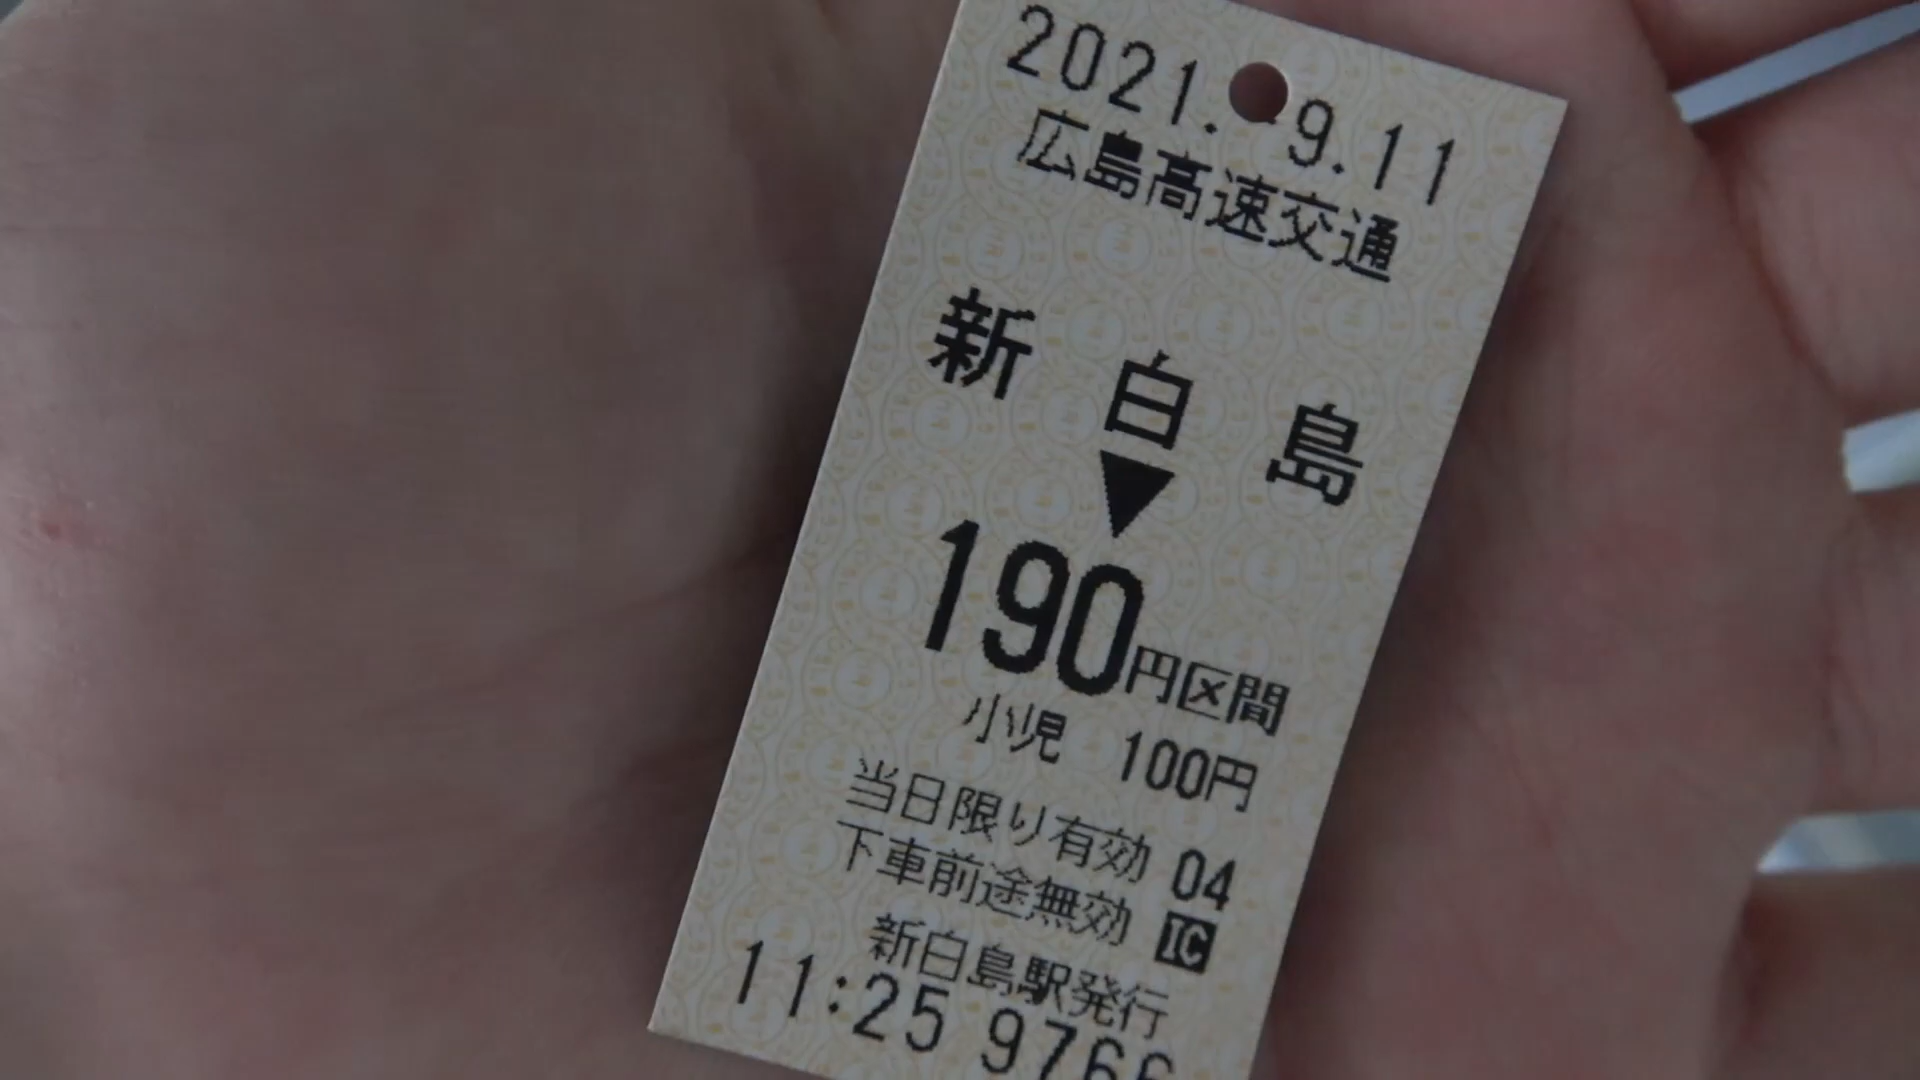 2021.-9.11
広島高速交通
新白島
▼
190円区間
小児 100円
当日限り有効 04
下車前途無効 IC
新白島駅発行
11:25 9766